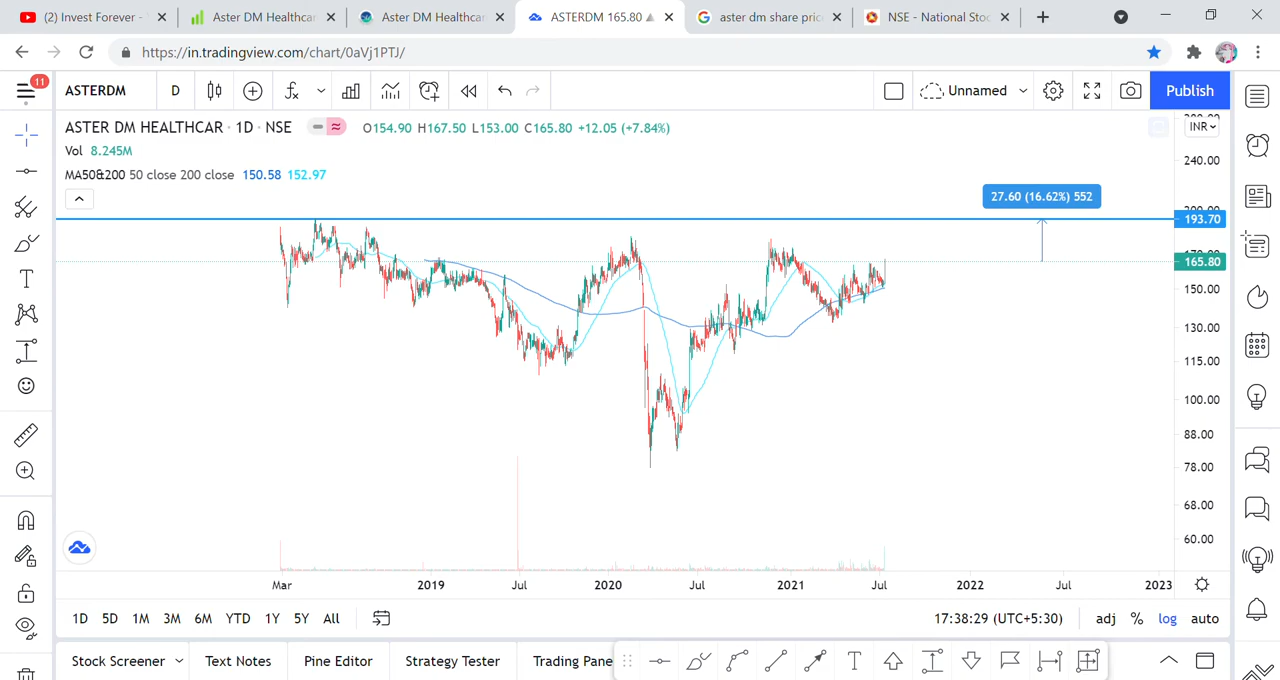 (2) Invest Forever -
Aster DM Healthcar
Aster DM Healthcar
ASTERDM 165.80
aster dm share pric
NSE - National Stoc
https://in.tradingview.com/chart/0aVj1PTJ/
11
ASTERDM
D
Unnamed
Publish
ASTER DM HEALTHCAR · 1D · NSE
O154.90 H167.50 L153.00 C165.80 +12.05 (+7.84%)
INR
Vol 8.245M
240.00
MA50&200 50 close 200 close 150.58 152.97
27.60 (16.62%) 552
200.00
193.70
170.00
165.80
150.00
130.00
115.00
100.00
88.00
78.00
68.00
60.00
Mar 2019 Jul 2020 Jul 2021 Jul 2022 Jul 2023
1D 5D 1M 3M 6M YTD 1Y 5Y All
17:38:29 (UTC+5:30) adj % log auto
Stock Screener Text Notes Pine Editor Strategy Tester Trading Pane